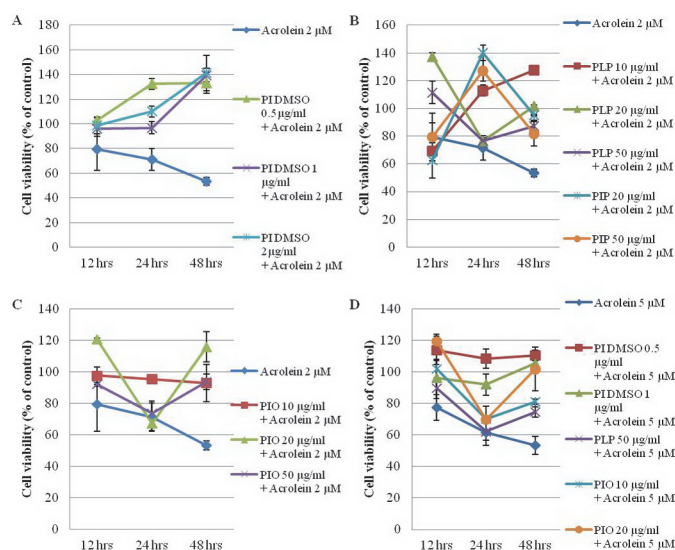 A
Cell viability (% of control)
180
160
140
120
100
80
60
40
20
0
12 hrs 24 hrs 48 hrs
Acrolein 2 µM
PIDMSO
0.5 µg/ml
+ Acrolein 2 µM
PIDMSO 1
µg/ml
+ Acrolein 2 µM
PIDMSO
2µg/ml
+ Acrolein 2 µM
B
Cell viability (% of control)
160
140
120
100
80
60
40
20
0
12 hrs 24 hrs 48 hrs
Acrolein 2 µM
PLP 10 µg/ml
+ Acrolein 2 µM
PLP 20 µg/ml
+ Acrolein 2 µM
PLP 50 µg/ml
+ Acrolein 2 µM
PIP 20 µg/ml
+ Acrolein 2 µM
PIP 50 µg/ml
+ Acrolein 2 µM
C
Cell viability (% of control)
140
120
100
80
60
40
20
0
12 hrs 24 hrs 48 hrs
Acrolein 2 µM
PIO 10 µg/ml
+ Acrolein 2 µM
PIO 20 µg/ml
+ Acrolein 2 µM
PIO 50 µg/ml
+ Acrolein 2 µM
D
Cell viability (% of control)
140
120
100
80
60
40
20
0
12 hrs 24 hrs 48 hrs
Acrolein 5 µM
PIDMSO 0.5
µg/ml
+ Acrolein 5 µM
PIDMSO 1
µg/ml
+ Acrolein 5 µM
PLP 50 µg/ml
+ Acrolein 5 µM
PIO 10 µg/ml
+ Acrolein 5 µM
PIO 20 µg/ml
+ Acrolein 5 µM